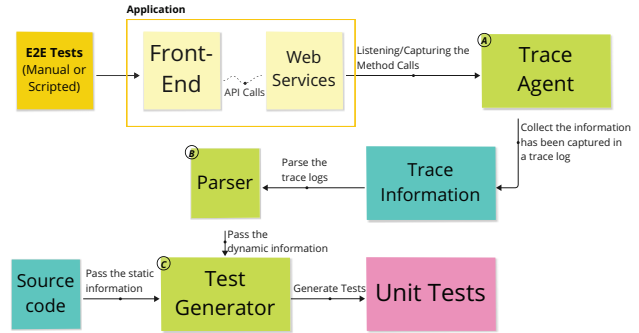 Application
E2E Tests
(Manual or
Scripted)
Front-
End
API Calls
Web
Services
Listening/Capturing the
Method Calls
A
Trace
Agent
Collect the information
has been captured in
a trace log
B
Parser
Parse the
trace logs
Trace
Information
Pass the
dynamic information
Source
code
Pass the static
information
C
Test
Generator
Generate Tests
Unit Tests